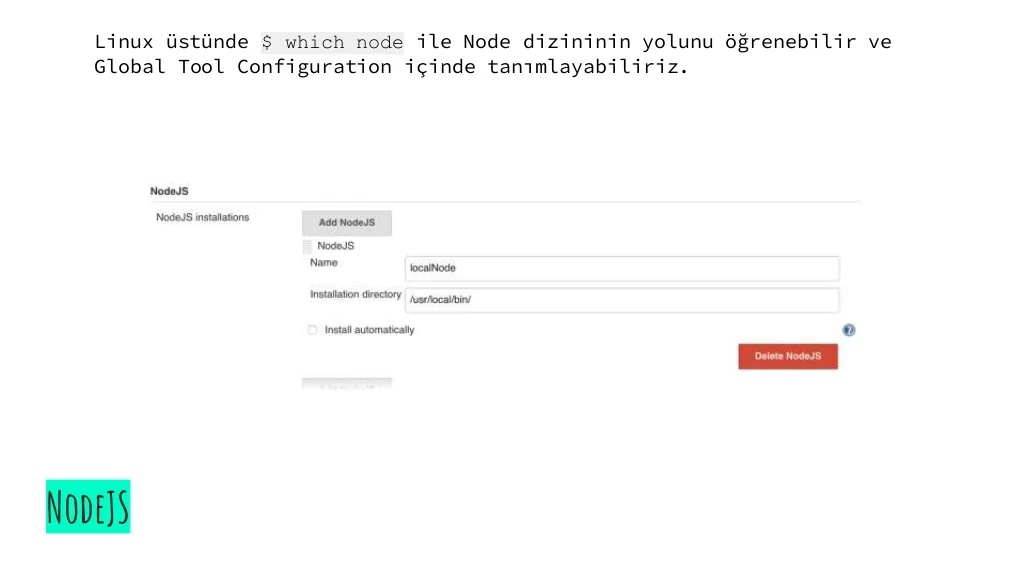 Linux üstünde $ which node ile Node dizininin yolunu öğrenebilir ve
Global Tool Configuration içinde tanımlayabiliriz.
NodeJS
NodeJS installations
Add NodeJS
NodeJS
Name
localNode
Installation directory
/usr/local/bin/
Install automatically
?
Delete NodeJS
NodeJS